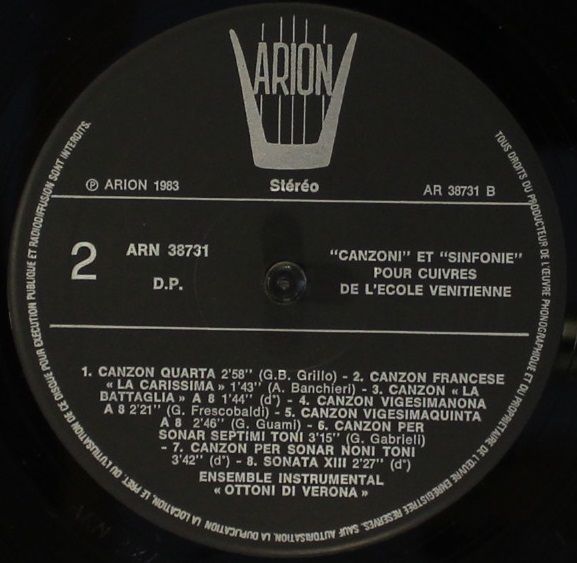 ARION
Ⓟ ARION 1983
Stéréo
AR 38731 B
2
ARN 38731
D.P.
"CANZONI" ET "SINFONIE"
POUR CUIVRES
DE L'ECOLE VENITIENNE
1. CANZON QUARTA 2'58'' (G.B. Grillo) - 2. CANZON FRANCESE
« LA CARISSIMA » 1'43'' (A. Banchieri) - 3. CANZON « LA
BATTAGLIA » A 8 1'44'' (d°) - 4. CANZON VIGESIMANONA
A 8 2'21'' (G. Frescobaldi) - 5. CANZON VIGESIMAQUINTA
A 8 2'46'' (G. Guami) - 6. CANZON PER
SONAR SEPTIMI TONI 3'15'' (G. Gabrieli)
- 7. CANZON PER SONAR NONI TONI
3'42'' (d°) - 8. SONATA XIII 2'27'' (d°)
ENSEMBLE INSTRUMENTAL
« OTTONI DI VERONA »
TOUS DROITS DU PRODUCTEUR DE L'ŒUVRE PHONOGRAPHIQUE ET DU PROPRIETAIRE DE L'ŒUVRE ENREGISTREE RESERVES. SAUF AUTORISATION, LA DUPLICATION, LA LOCATION, LE PRET, OU L'UTILISATION DE CE DISQUE POUR EXECUTION PUBLIQUE ET RADIODIFFUSION SONT INTERDITS.